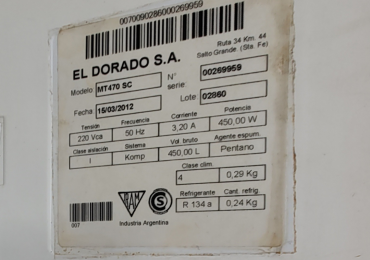 0070090286000269959
EL DORADO S.A.
Ruta 34 Km. 44
Salto Grande (Sta. Fe)
Modelo MT470 SC
N° serie: 00269959
Fecha 15/03/2012
Lote: 02860
Tensión Frecuencia Corriente Potencia
220 Vca 50 Hz 3,20 A 450,00 W
Clase aislación Sistema Vol. bruto Agente espum.
I Komp 450,00 L Pentano
Clase clim.
4 0,29 Kg
Refrigerante Cant. refrig.
R 134 a 0,24 Kg
007
IRAM
S
Industria Argentina